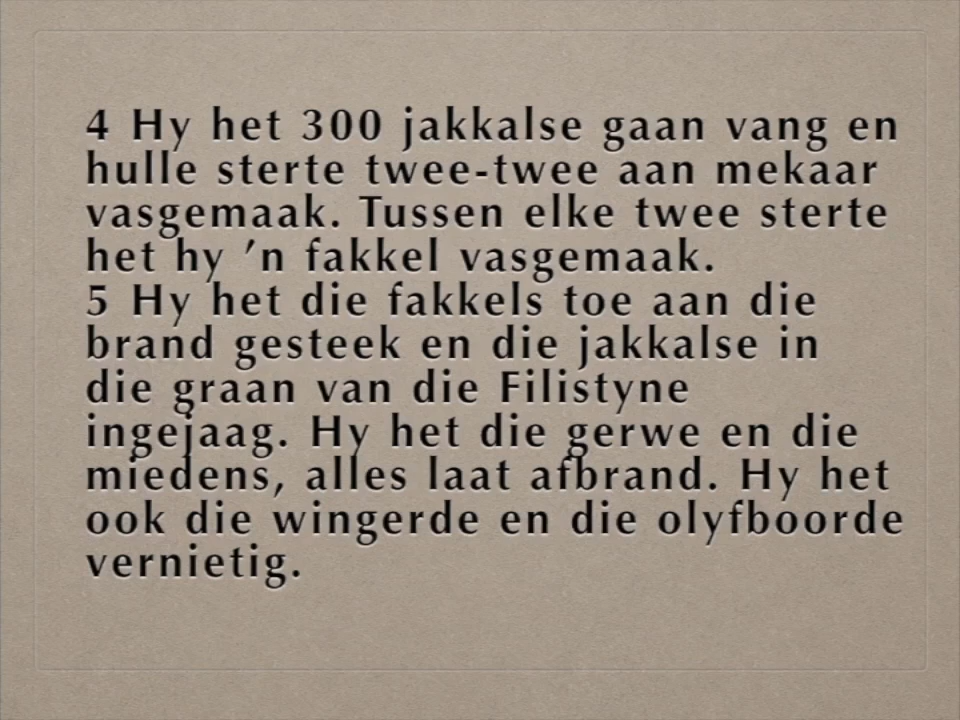 4 Hy het 300 jakkalse gaan vang en
hulle sterte twee-twee aan mekaar
vasgemaak. Tussen elke twee sterte
het hy ’n fakkel vasgemaak.
5 Hy het die fakkels toe aan die
brand gesteek en die jakkalse in
die graan van die Filistyne
ingejaag. Hy het die gerwe en die
miedens, alles laat afbrand. Hy het
ook die wingerde en die olyfboorde
vernietig.